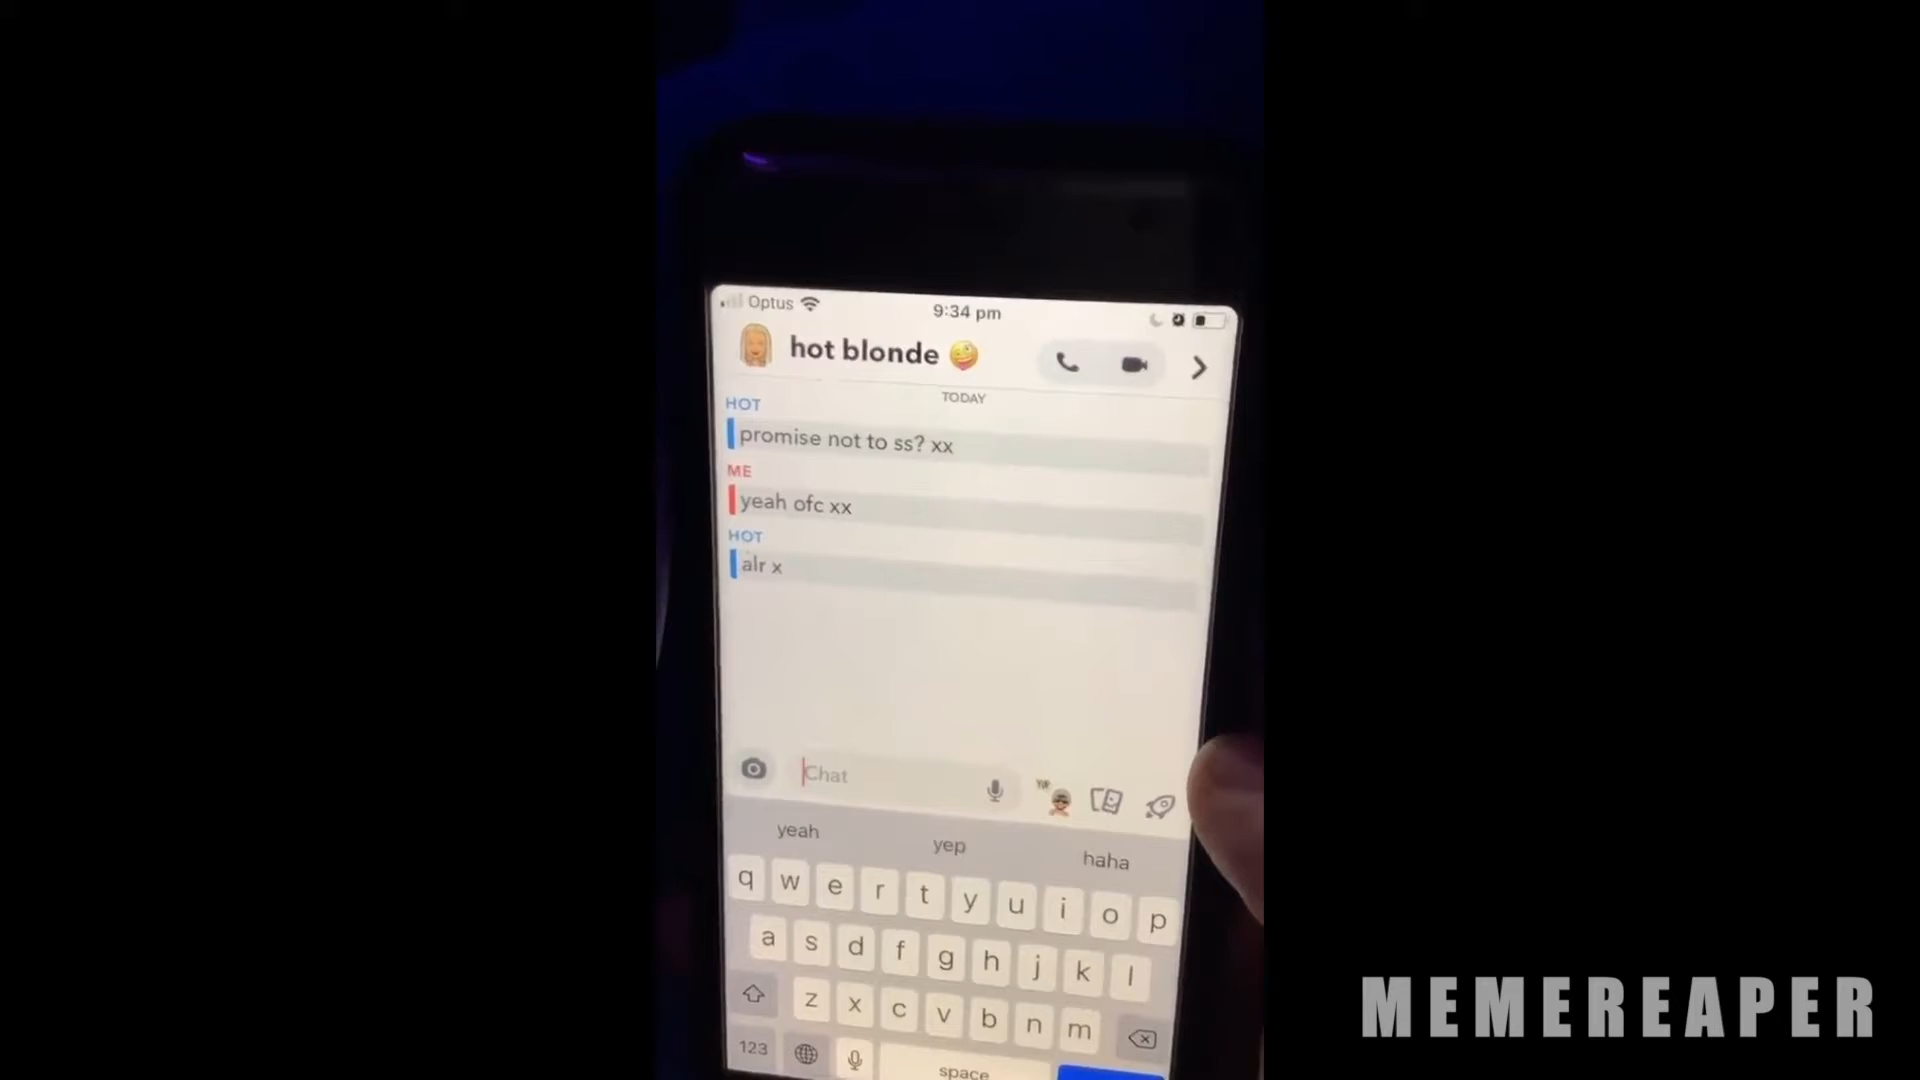 Optus
9:34 pm
hot blonde 🤪
TODAY
HOT
promise not to ss? xx
ME
yeah ofc xx
HOT
alr x
Chat
yeah yep haha
q w e r t y u i o p
a s d f g h j k l
z x c v b n m
123 space
MEMEREAPER